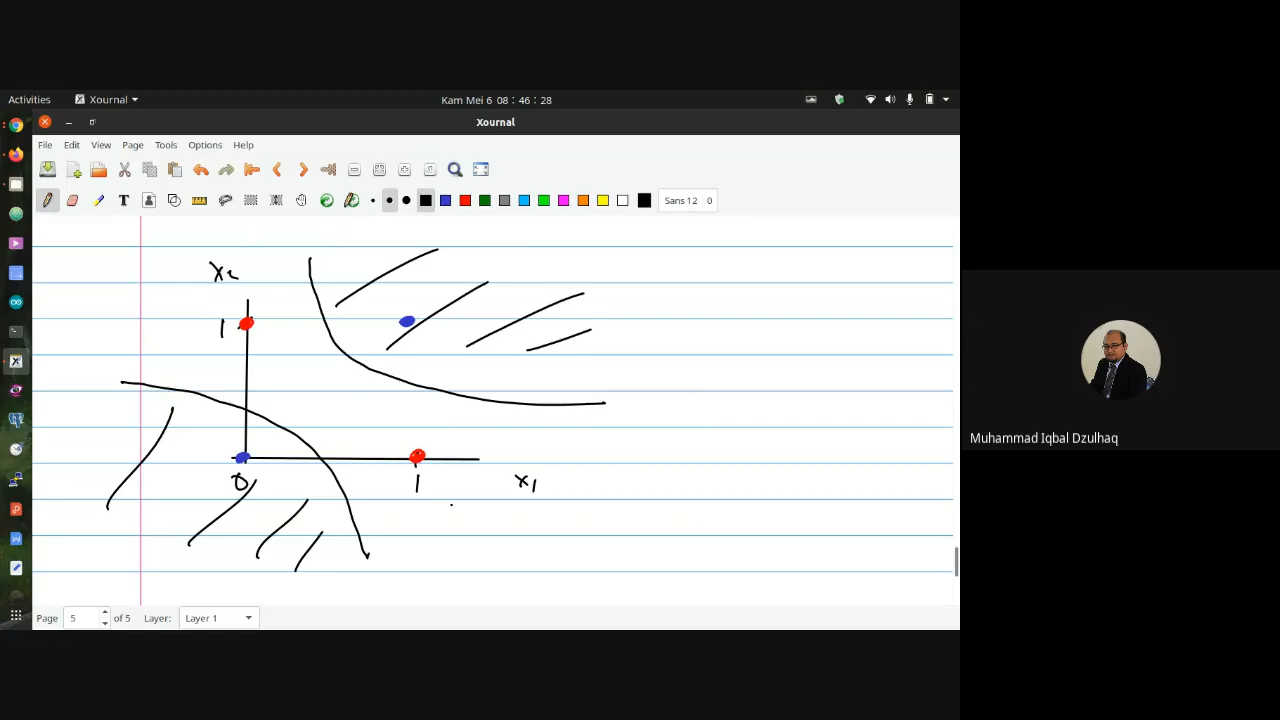 Activities Xournal Kam Mei 6 08:46:28
Xournal
File Edit View Page Tools Options Help
Sans 12 0
x₂
1
0 1 x₁
Muhammad Iqbal Dzulhaq
Page 5 of 5 Layer: Layer 1